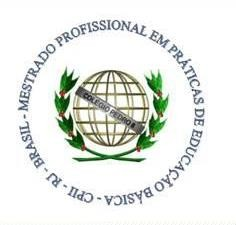 MESTRADO PROFISSIONAL EM PRÁTICAS DE EDUCAÇÃO BÁSICA - CPII - RJ - BRASIL -
COLÉGIO PEDRO II